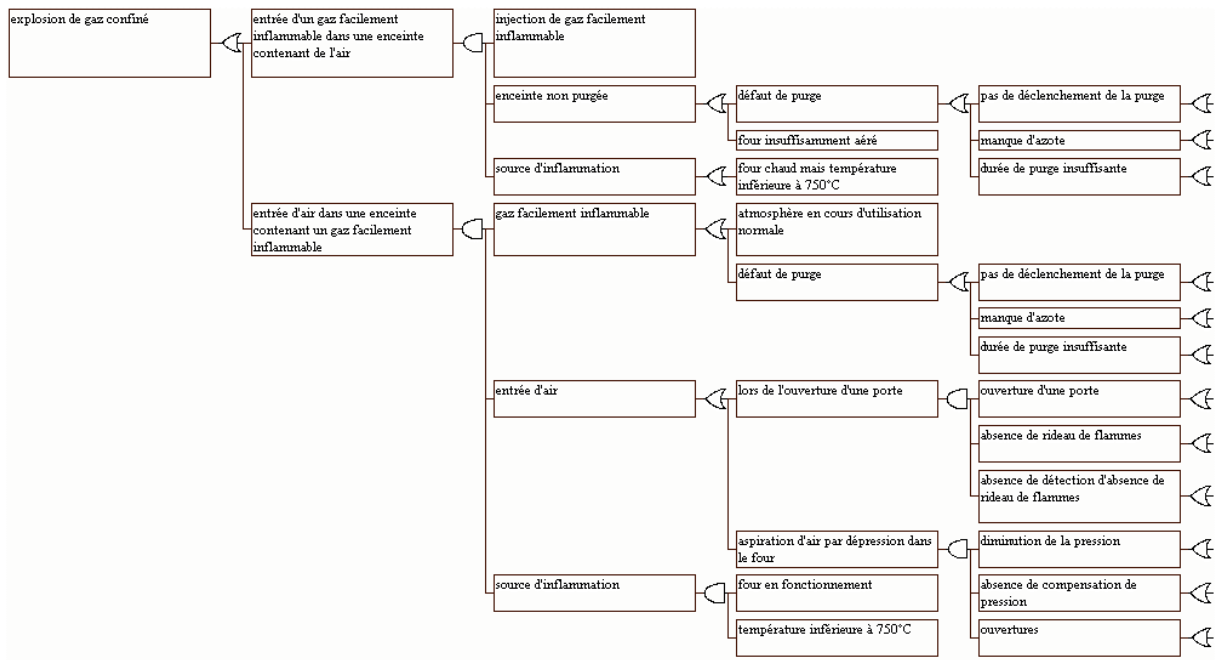 explosion de gaz confiné
entrée d'un gaz facilement
inflammable dans une enceinte
contenant de l'air
injection de gaz facilement
inflammable
enceinte non purgée
défaut de purge
pas de déclenchement de la purge
four insuffisamment aéré
manque d'azote
source d'inflammation
four chaud mais température
inférieure à 750°C
durée de purge insuffisante
entrée d'air dans une enceinte
contenant un gaz facilement
inflammable
gaz facilement inflammable
atmosphère en cours d'utilisation
normale
défaut de purge
pas de déclenchement de la purge
manque d'azote
durée de purge insuffisante
entrée d'air
lors de l'ouverture d'une porte
ouverture d'une porte
absence de rideau de flammes
absence de détection d'absence de
rideau de flammes
aspiration d'air par dépression dans
le four
diminution de la pression
source d'inflammation
four en fonctionnement
absence de compensation de
pression
température inférieure à 750°C
ouvertures